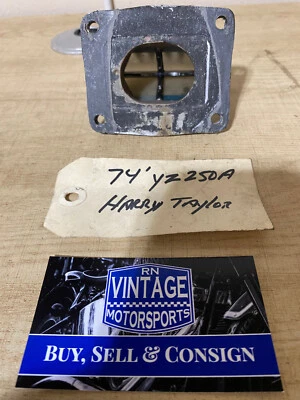 74' YZ250A
HARRY TAYLOR
RN
VINTAGE
MOTORSPORTS
BUY, SELL & CONSIGN